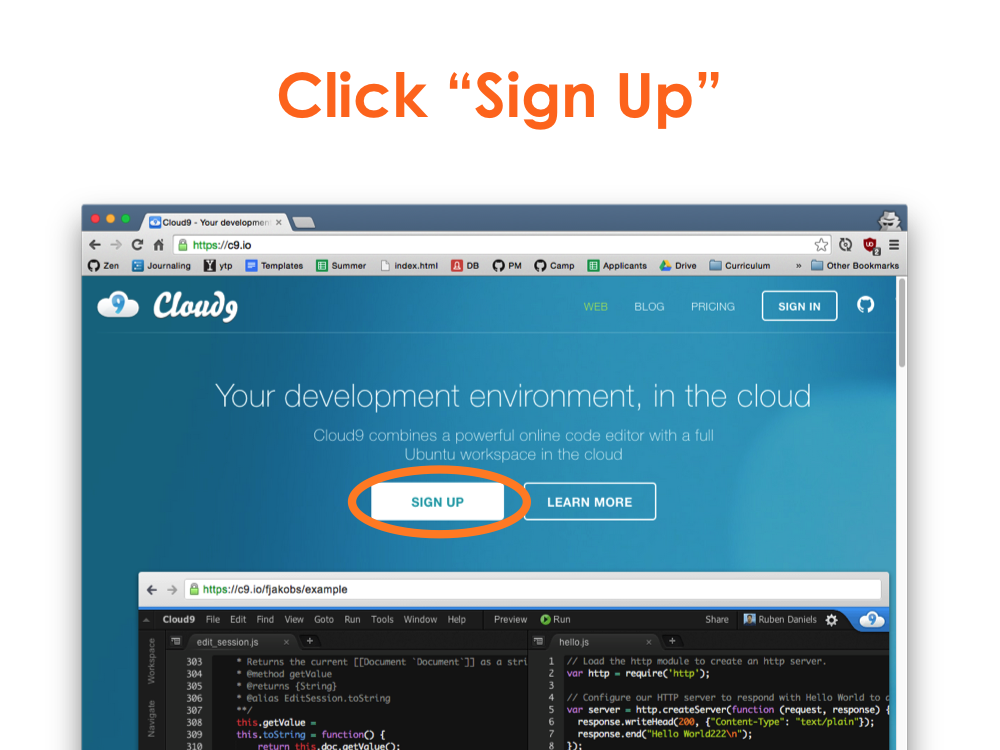 Click “Sign Up”
Cloud9 - Your developmen
https://c9.io
Zen Journaling ytp Templates Summer index.html DB PM Camp Applicants Drive Curriculum » Other Bookmarks
9 Cloud9 WEB BLOG PRICING SIGN IN
Your development environment, in the cloud
Cloud9 combines a powerful online code editor with a full
Ubuntu workspace in the cloud
SIGN UP LEARN MORE
https://c9.io/fjakobs/example
Cloud9 File Edit Find View Goto Run Tools Window Help Preview Run Share Ruben Daniels 9
Workspace
Navigate
edit_session.js
303 * Returns the current [[Document `Document`]] as a stri
304 * @method getValue
305 * @returns {String}
306 * @alias EditSession.toString
307 **/
308 this.getValue =
309 this.toString = function() {
310 return this.doc.getValue();
hello.js
1 // Load the http module to create an http server.
2 var http = require('http');
3
4 // Configure our HTTP server to respond with Hello World to
5 var server = http.createServer(function (request, response) {
6 response.writeHead(200, {"Content-Type": "text/plain"});
7 response.end("Hello World222\n");
8 });